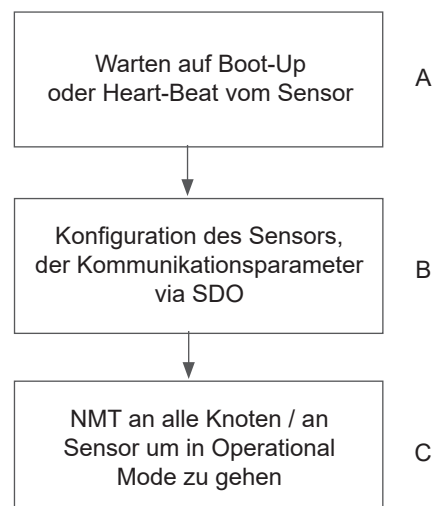 Warten auf Boot-Up
oder Heart-Beat vom Sensor
A
Konfiguration des Sensors,
der Kommunikationsparameter
via SDO
B
NMT an alle Knoten / an
Sensor um in Operational
Mode zu gehen
C